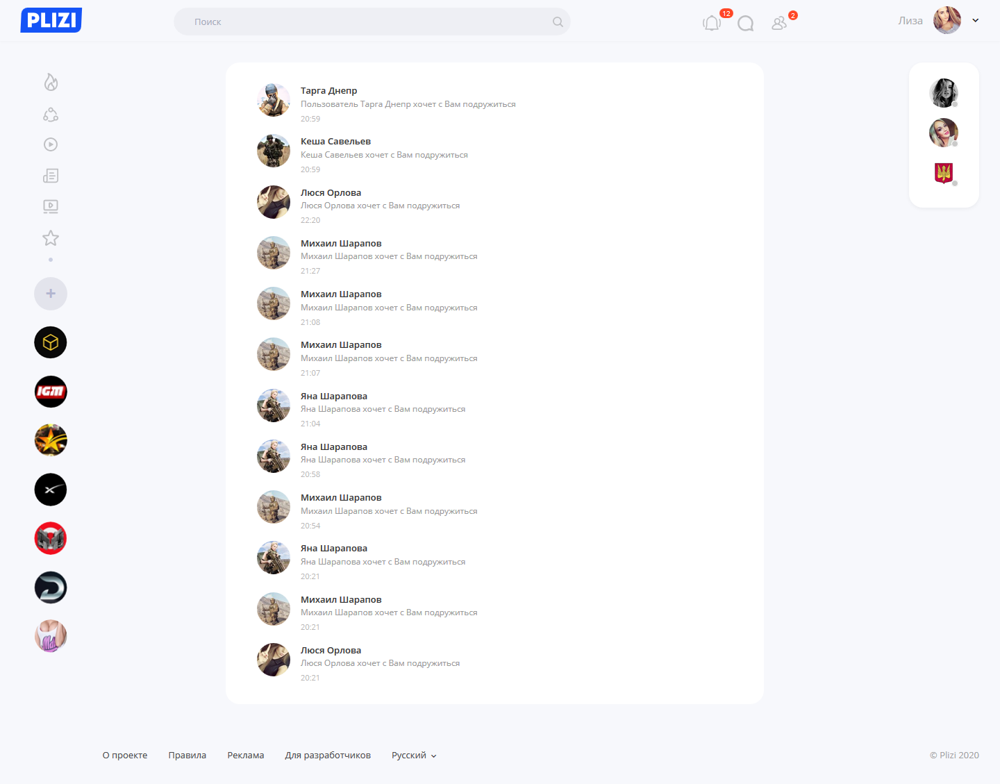 PLIZI
Поиск
12
2
Лиза
Тарга Днепр
Пользователь Тарга Днепр хочет с Вам подружиться
20:59
Кеша Савельев
Кеша Савельев хочет с Вам подружиться
20:59
Люся Орлова
Люся Орлова хочет с Вам подружиться
22:20
Михаил Шарапов
Михаил Шарапов хочет с Вам подружиться
21:27
Михаил Шарапов
Михаил Шарапов хочет с Вам подружиться
21:08
Михаил Шарапов
Михаил Шарапов хочет с Вам подружиться
21:07
Яна Шарапова
Яна Шарапова хочет с Вам подружиться
21:04
Яна Шарапова
Яна Шарапова хочет с Вам подружиться
20:58
Михаил Шарапов
Михаил Шарапов хочет с Вам подружиться
20:54
Яна Шарапова
Яна Шарапова хочет с Вам подружиться
20:21
Михаил Шарапов
Михаил Шарапов хочет с Вам подружиться
20:21
Люся Орлова
Люся Орлова хочет с Вам подружиться
20:21
IGM
О проекте
Правила
Реклама
Для разработчиков
Русский
© Plizi 2020